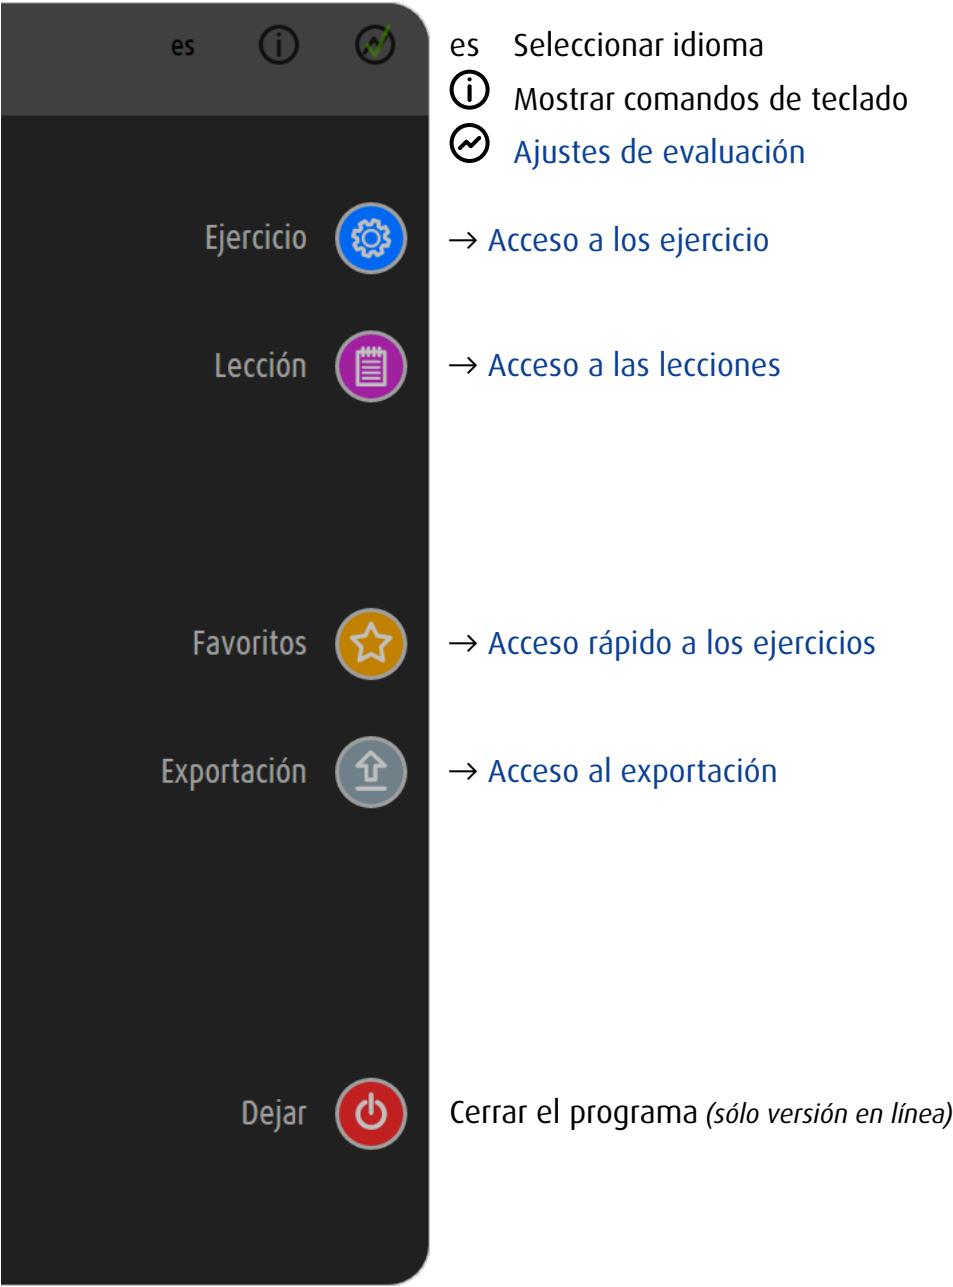 es
es Seleccionar idioma
Mostrar comandos de teclado
Ajustes de evaluación
Ejercicio → Acceso a los ejercicio
Lección → Acceso a las lecciones
Favoritos → Acceso rápido a los ejercicios
Exportación → Acceso al exportación
Dejar Cerrar el programa (sólo versión en línea)